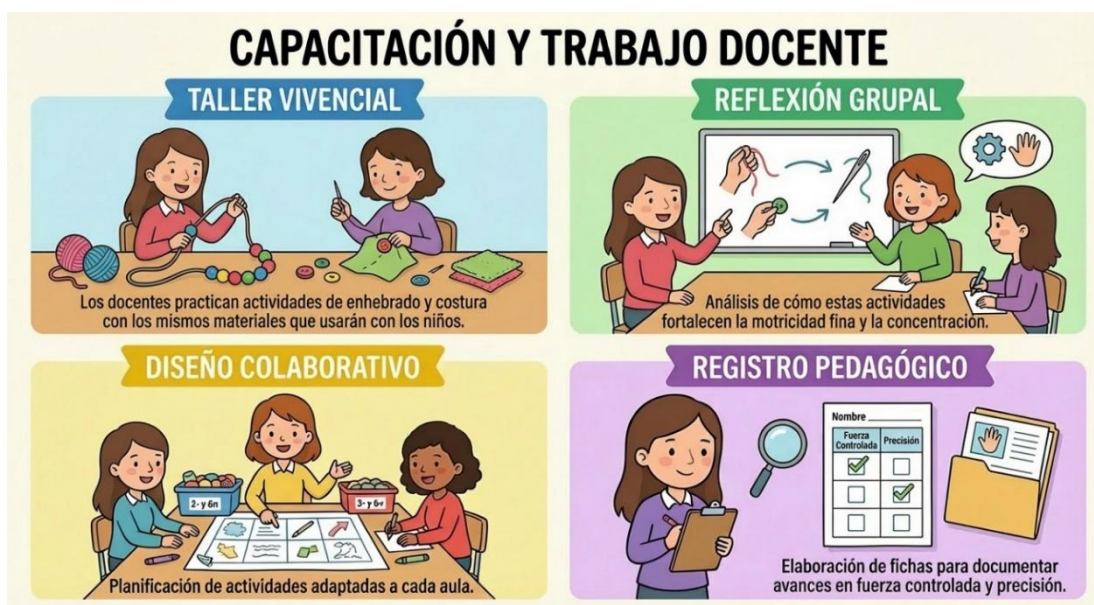 CAPACITACIÓN Y TRABAJO DOCENTE
TALLER VIVENCIAL
Los docentes practican actividades de enhebrado y costura
con los mismos materiales que usarán con los niños.
REFLEXIÓN GRUPAL
Análisis de cómo estas actividades
fortalecen la motricidad fina y la concentración.
DISEÑO COLABORATIVO
2- y 6n
Planificación de actividades adaptadas a cada aula.
REGISTRO PEDAGÓGICO
Nombre
Fuerza Precisión
Controlada
Elaboración de fichas para documentar
avances en fuerza controlada y precisión.